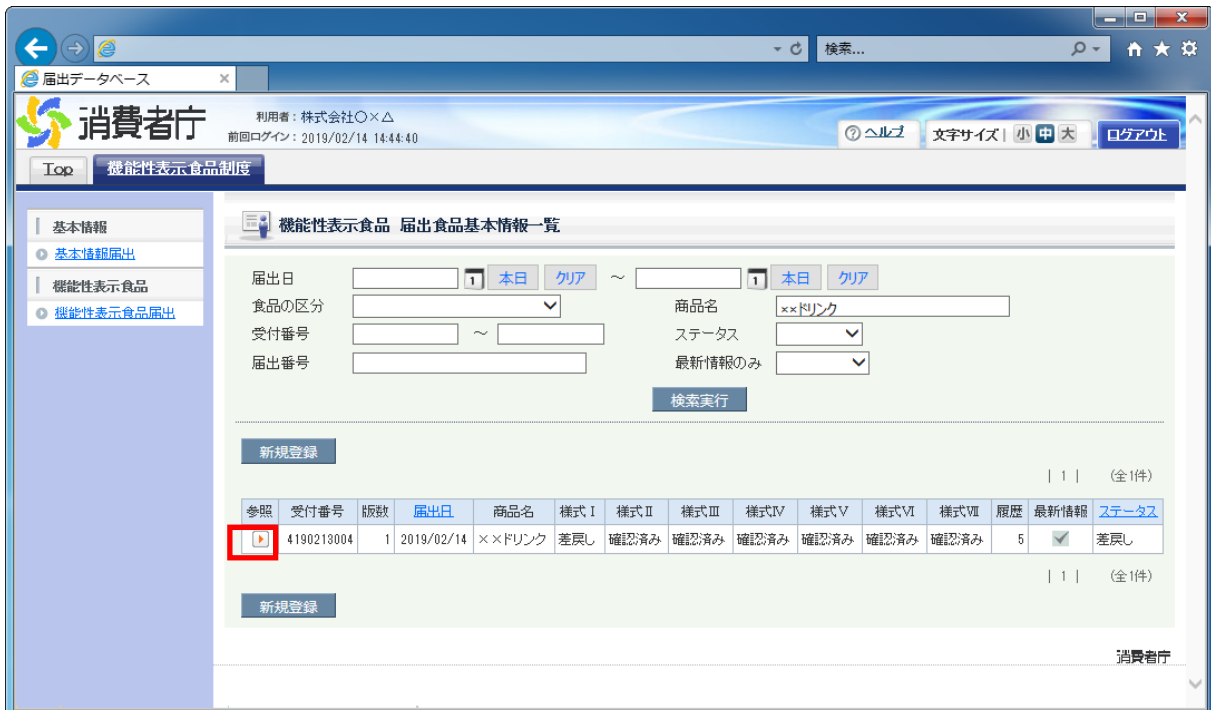 検索...
届出データベース
消費者庁
利用者：株式会社○×△
前回ログイン：2019/02/14 14:44:40
ヘルプ
文字サイズ | 小 中 大
ログアウト
Top
機能性表示食品制度
基本情報
基本情報届出
機能性表示食品
機能性表示食品届出
機能性表示食品 届出食品基本情報一覧
届出日 1 本日 クリア ～ 1 本日 クリア
食品の区分 商品名 ××ドリンク
受付番号 ～ ステータス
届出番号 最新情報のみ
検索実行
新規登録
| 1 | (全1件)
参照 受付番号 版数 届出日 商品名 様式Ⅰ 様式Ⅱ 様式Ⅲ 様式Ⅳ 様式Ⅴ 様式Ⅵ 様式Ⅶ 履歴 最新情報 ステータス
4190213004 1 2019/02/14 ××ドリンク 差戻し 確認済み 確認済み 確認済み 確認済み 確認済み 確認済み 5 差戻し
| 1 | (全1件)
新規登録
消費者庁